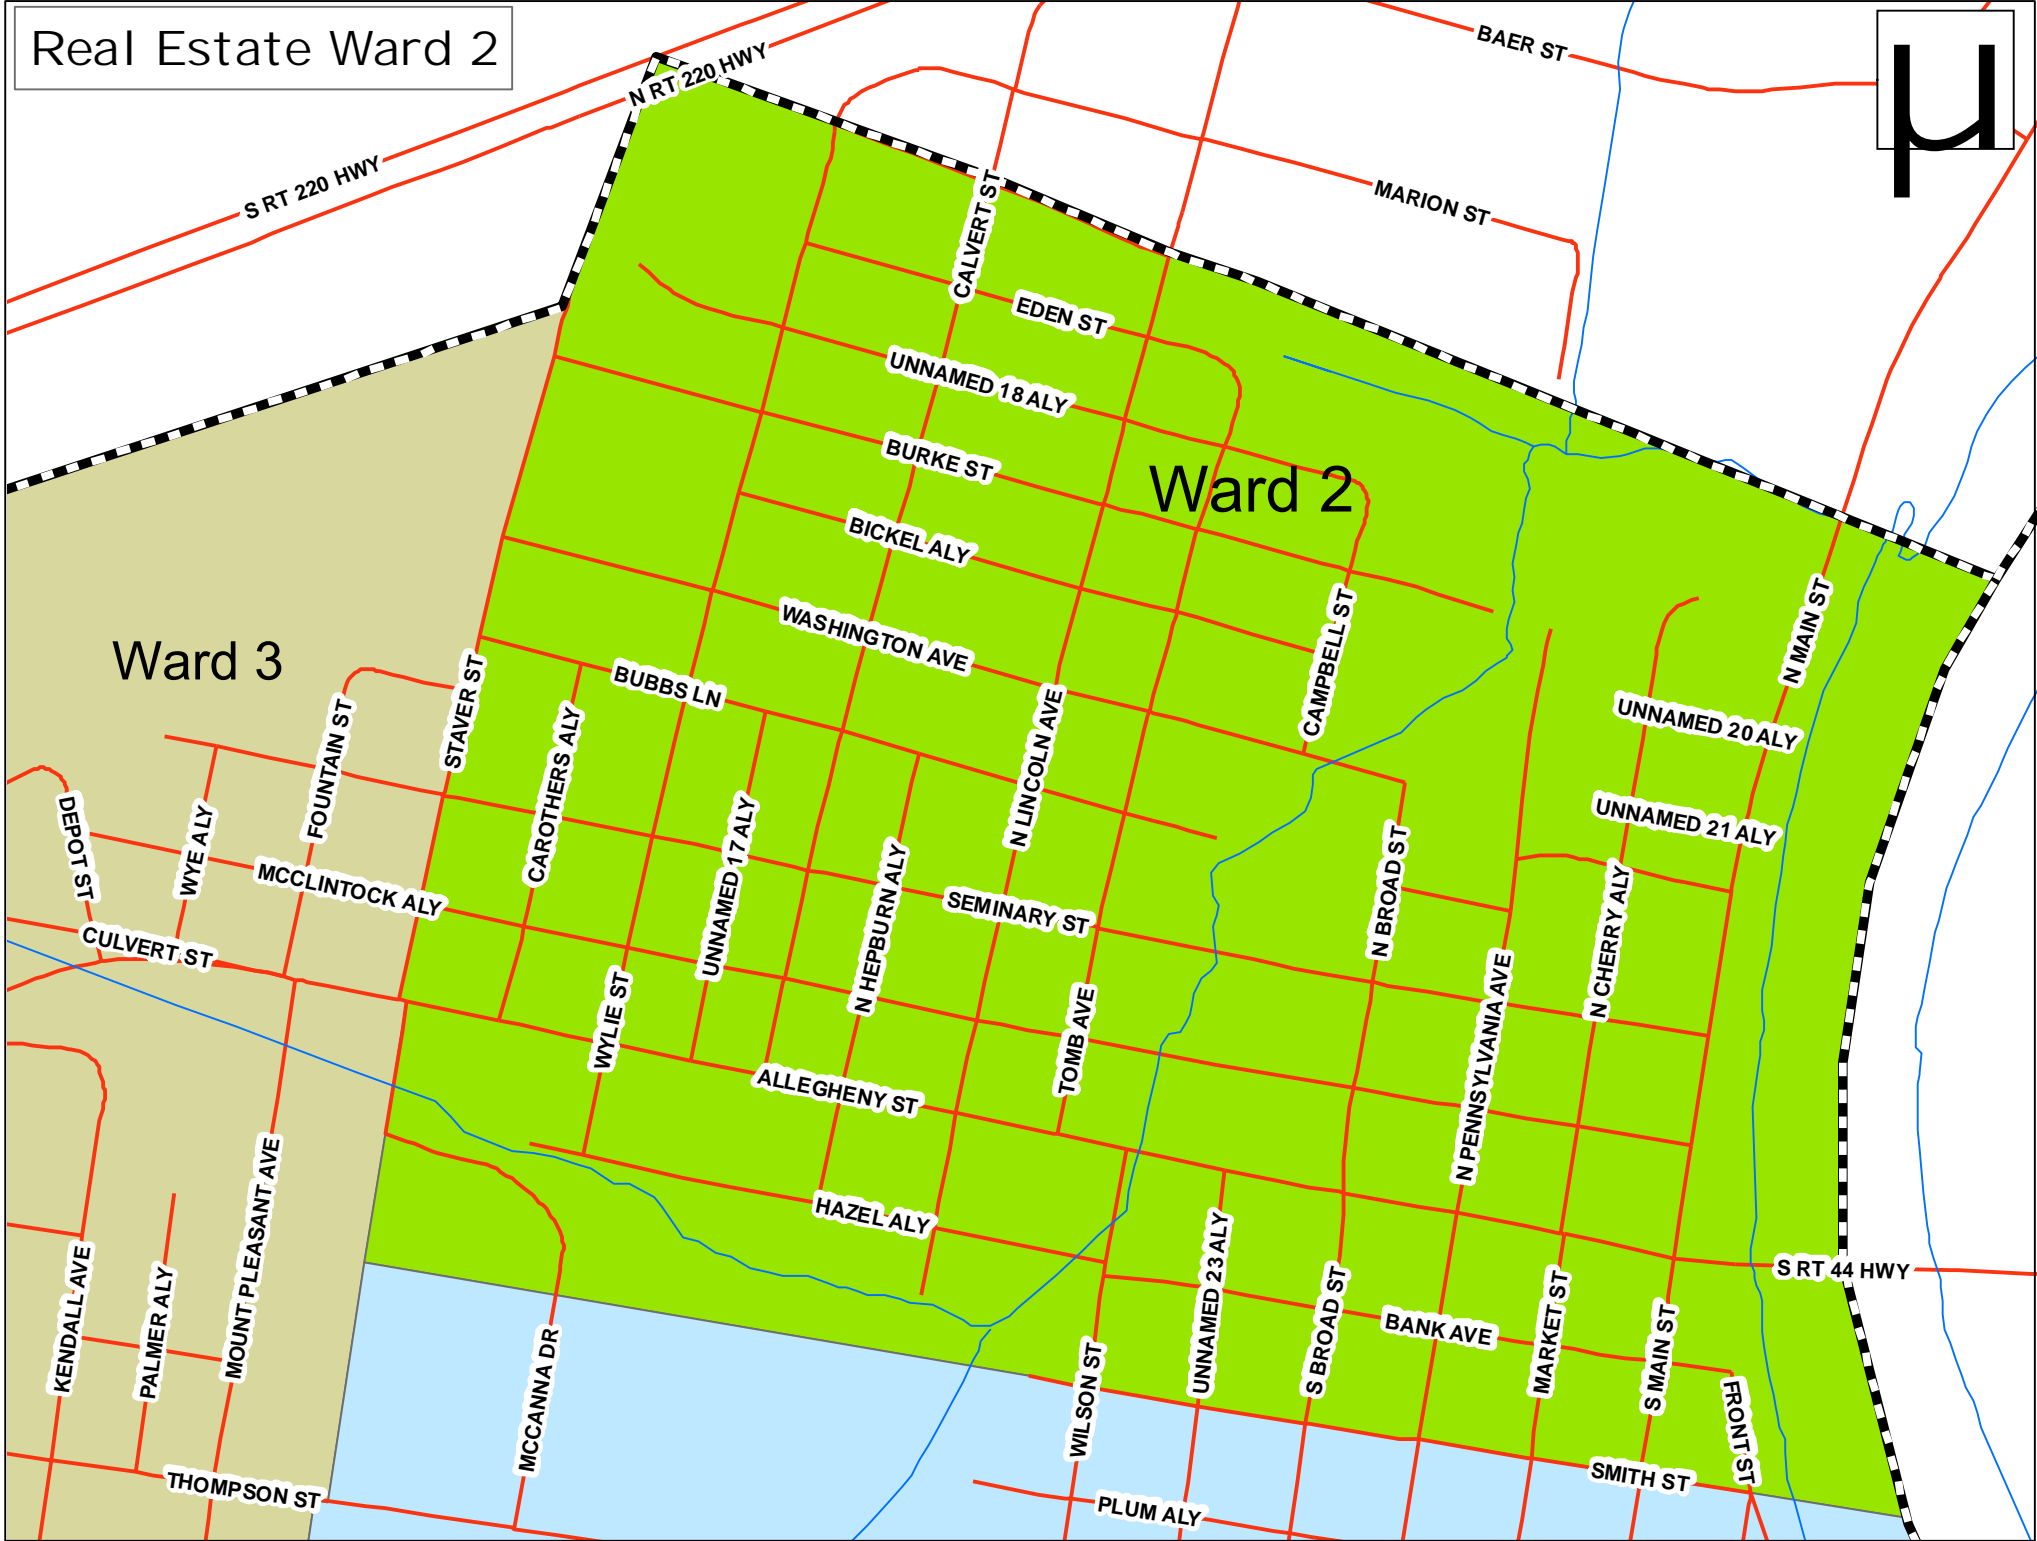 Real Estate Ward 2
BAER ST
µ
N RT 220 HWY
S RT 220 HWY
MARION ST
CALVERT ST
EDEN ST
UNNAMED 18 ALY
BURKE ST
Ward 2
BICKEL ALY
WASHINGTON AVE
CAMPBELL ST
N MAIN ST
Ward 3
BUBBS LN
STAVER ST
FOUNTAIN ST
CAROTHERS ALY
N LINCOLN AVE
UNNAMED 20 ALY
UNNAMED 21 ALY
DEPOT ST
WYE ALY
UNNAMED 17 ALY
N HEPBURN ALY
N BROAD ST
N CHERRY ALY
MCCLINTOCK ALY
SEMINARY ST
CULVERT ST
WYLIE ST
TOMB AVE
N PENNSYLVANIA AVE
ALLEGHENY ST
MOUNT PLEASANT AVE
HAZEL ALY
UNNAMED 23 ALY
S RT 44 HWY
KENDALL AVE
PALMER ALY
S BROAD ST
BANK AVE
MARKET ST
S MAIN ST
MCCANNA DR
WILSON ST
FRONT ST
THOMPSON ST
SMITH ST
PLUM ALY